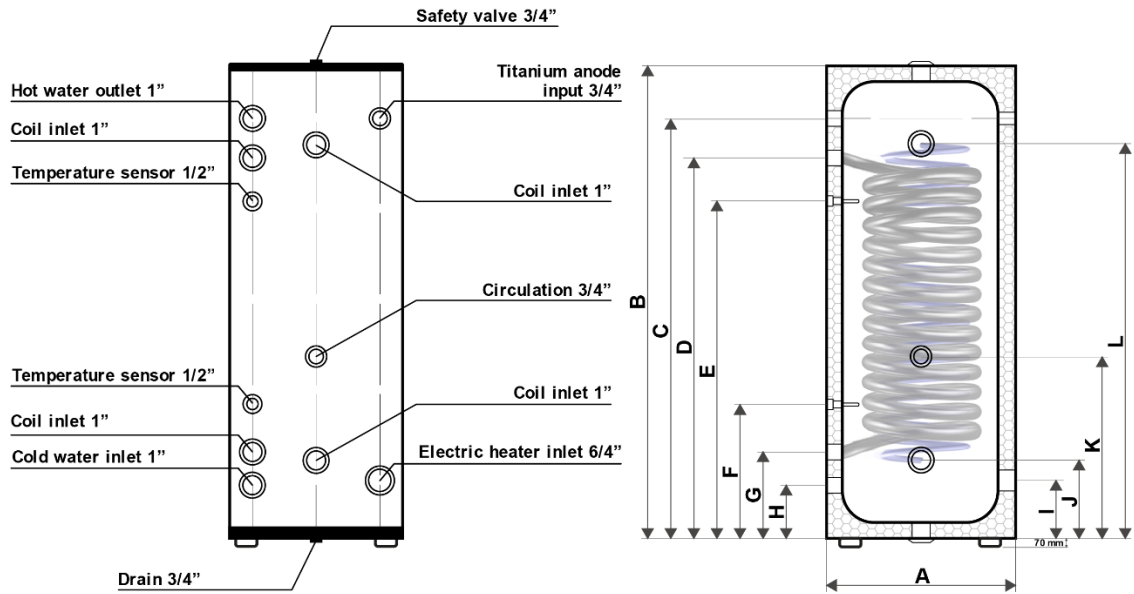 Safety valve 3/4”
Hot water outlet 1”
Coil inlet 1”
Temperature sensor 1/2”
Titanium anode
input 3/4”
Coil inlet 1”
Circulation 3/4”
Temperature sensor 1/2”
Coil inlet 1”
Cold water inlet 1”
Coil inlet 1”
Electric heater inlet 6/4”
Drain 3/4”
B
C
D
E
F
G
H
I
J
K
L
70 mm
A